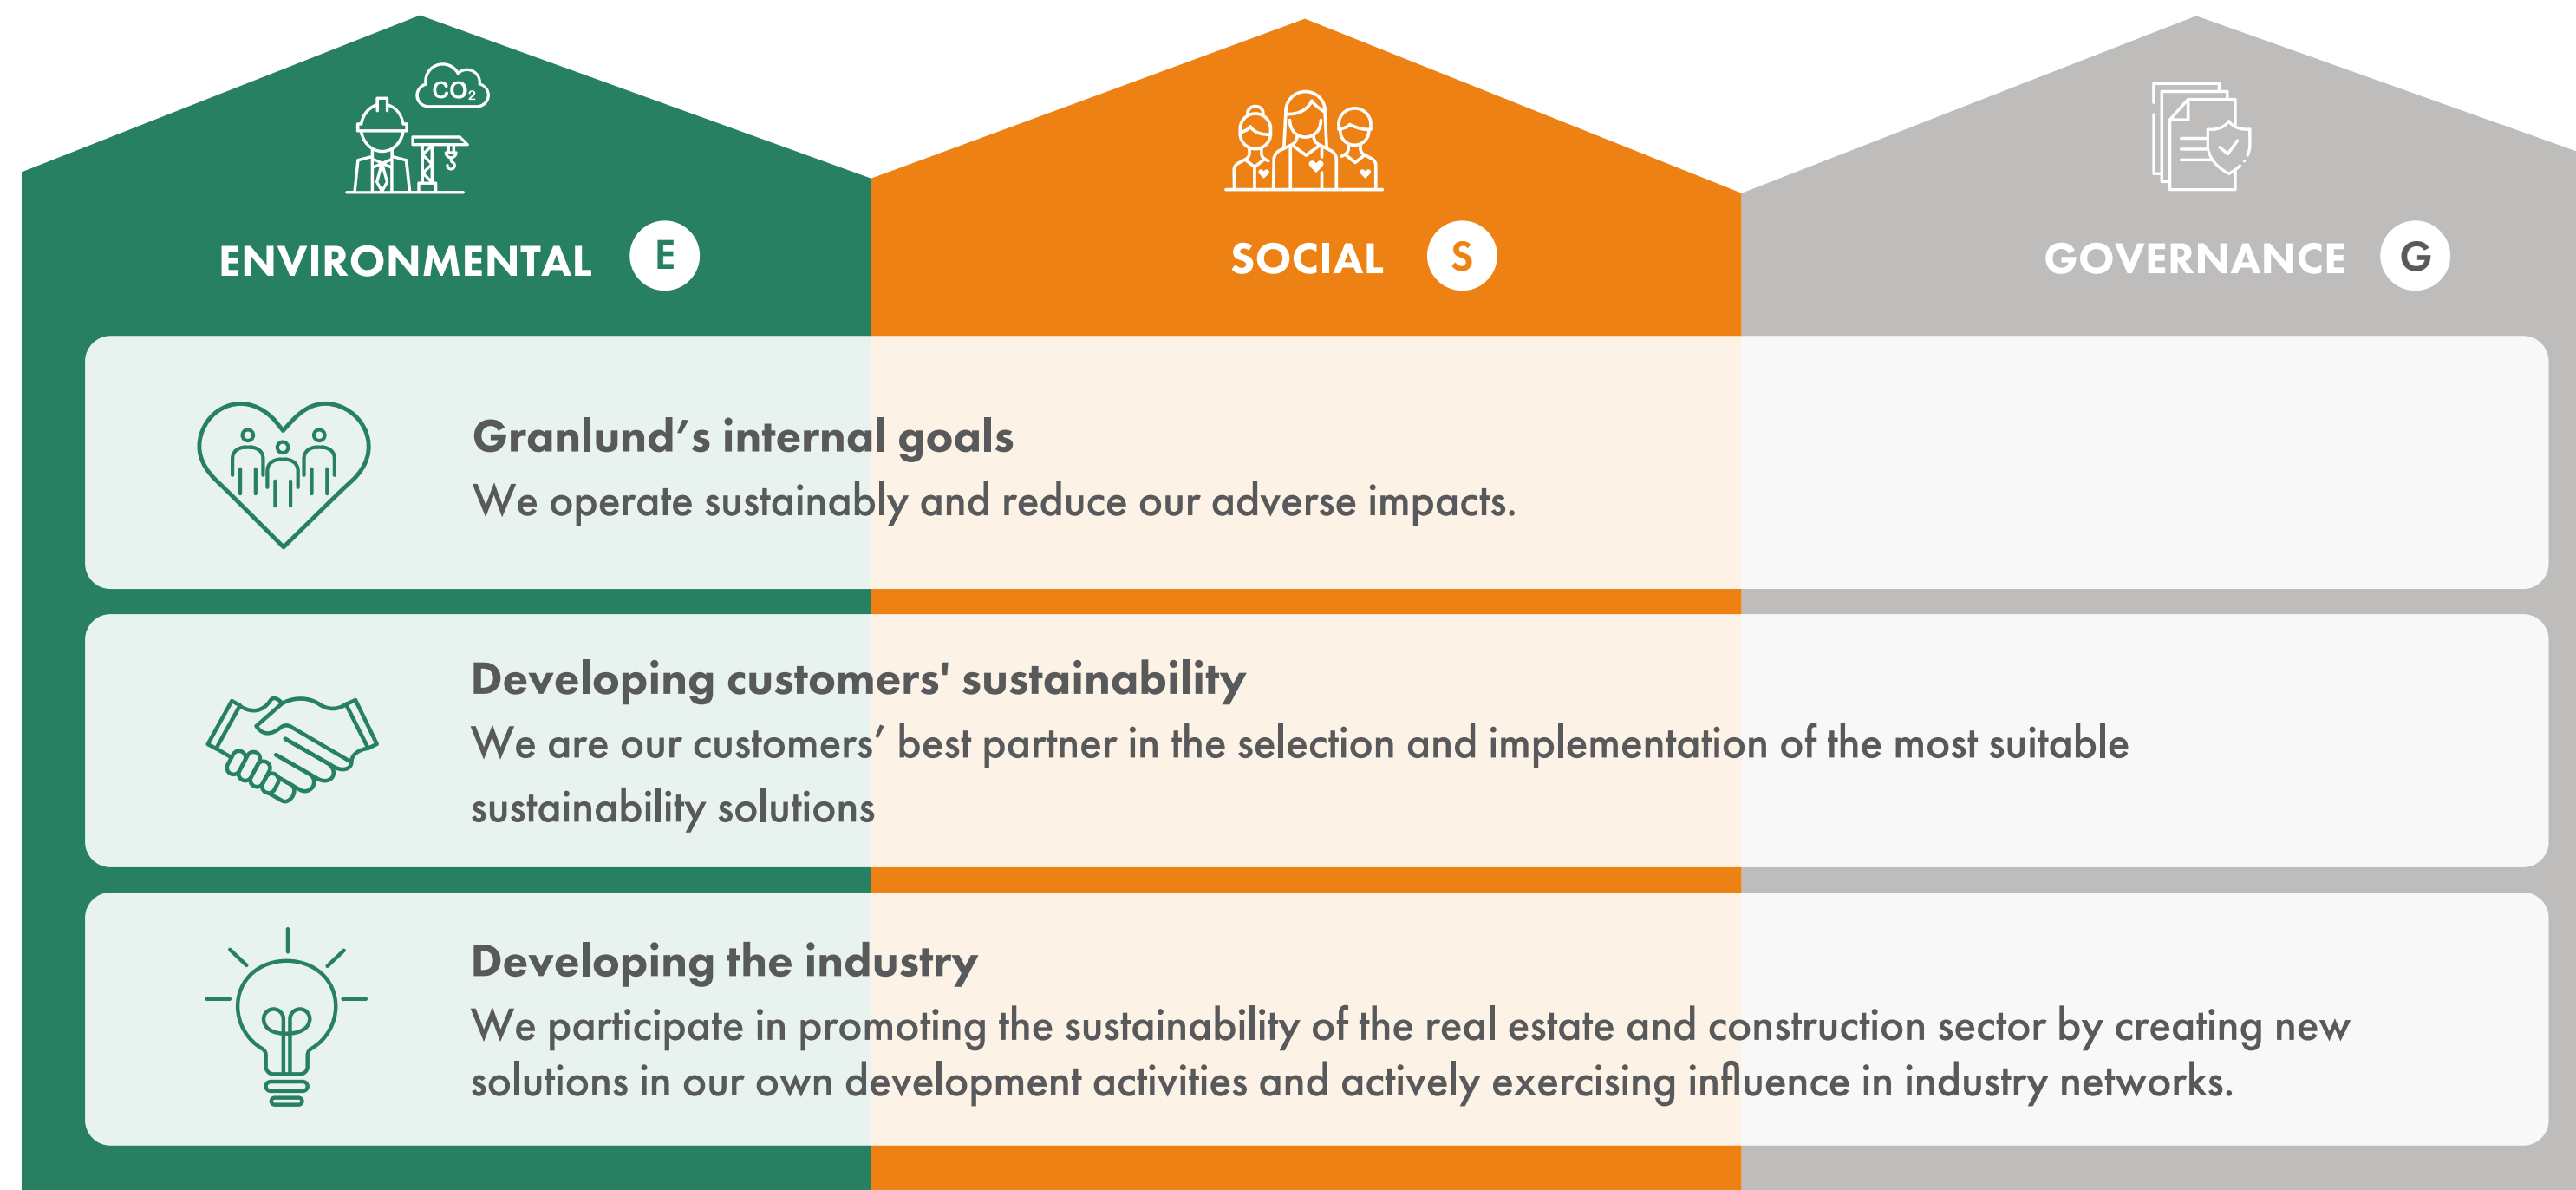 CO₂
ENVIRONMENTAL E
SOCIAL S
GOVERNANCE G
Granlund’s internal goals
We operate sustainably and reduce our adverse impacts.
Developing customers' sustainability
We are our customers’ best partner in the selection and implementation of the most suitable
sustainability solutions
Developing the industry
We participate in promoting the sustainability of the real estate and construction sector by creating new
solutions in our own development activities and actively exercising influence in industry networks.